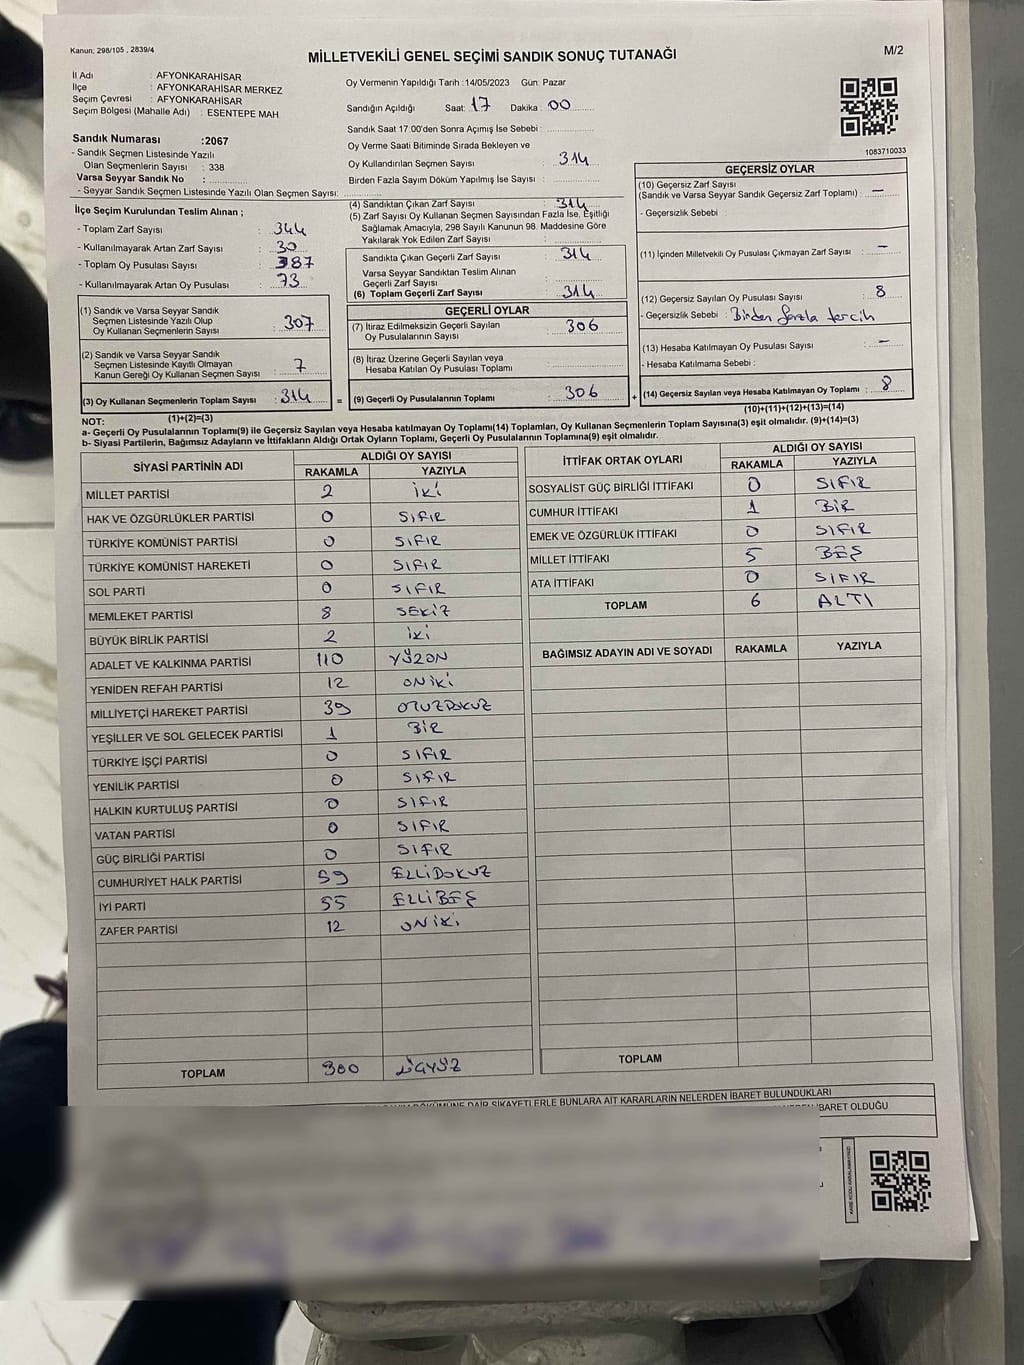 Kanun; 298/105 , 2839/4
MİLLETVEKİLİ GENEL SEÇİMİ SANDIK SONUÇ TUTANAĞI
M/2
İl Adı : AFYONKARAHİSAR
İlçe : AFYONKARAHİSAR MERKEZ
Seçim Çevresi : AFYONKARAHİSAR
Seçim Bölgesi (Mahalle Adı) : ESENTEPE MAH.
Sandık Numarası :2067
- Sandık Seçmen Listesinde Yazılı
Olan Seçmenlerin Sayısı : 338
Varsa Seyyar Sandık No :
- Seyyar Sandık Seçmen Listesinde Yazılı Olan Seçmen Sayısı:
Oy Vermenin Yapıldığı Tarih :14/05/2023 Gün: Pazar
Sandığın Açıldığı Saat: 17 Dakika : 00
Sandık Saat 17:00'den Sonra Açımış İse Sebebi :
Oy Verme Saati Bitiminde Sırada Bekleyen ve
Oy Kullandırılan Seçmen Sayısı : 314
Birden Fazla Sayım Döküm Yapılmış İse Sayısı :
1083710033
İlçe Seçim Kurulundan Teslim Alınan ;
- Toplam Zarf Sayısı : 344
- Kullanılmayarak Artan Zarf Sayısı : 30
- Toplam Oy Pusulası Sayısı : 387
- Kullanılmayarak Artan Oy Pusulası : 73
(1) Sandık ve Varsa Seyyar Sandık
Seçmen Listesinde Yazılı Olup
Oy Kullanan Seçmenlerin Sayısı : 307
(2) Sandık ve Varsa Seyyar Sandık
Seçmen Listesinde Kayıtlı Olmayan
Kanun Gereği Oy Kullanan Seçmen Sayısı : 7
(3) Oy Kullanan Seçmenlerin Toplam Sayısı : 314 =
(1)+(2)=(3)
(4) Sandıktan Çıkan Zarf Sayısı : 314
(5) Zarf Sayısı Oy Kullanan Seçmen Sayısından Fazla İse, Eşitliği
Sağlamak Amacıyla, 298 Sayılı Kanunun 98. Maddesine Göre
Yakılarak Yok Edilen Zarf Sayısı :
Sandıkta Çıkan Geçerli Zarf Sayısı : 314
Varsa Seyyar Sandıktan Teslim Alınan
Geçerli Zarf Sayısı :
(6) Toplam Geçerli Zarf Sayısı : 314
GEÇERLİ OYLAR
(7) İtiraz Edilmeksizin Geçerli Sayılan
Oy Pusulalarının Sayısı : 306
(8) İtiraz Üzerine Geçerli Sayılan veya
Hesaba Katılan Oy Pusulası Toplamı :
(9) Geçerli Oy Pusulalarının Toplamı : 306 +
GEÇERSİZ OYLAR
(10) Geçersiz Zarf Sayısı
(Sandık ve Varsa Seyyar Sandık Geçersiz Zarf Toplamı) : -
- Geçersizlik Sebebi :
(11) İçinden Milletvekili Oy Pusulası Çıkmayan Zarf Sayısı : -
(12) Geçersiz Sayılan Oy Pusulası Sayısı : 8
- Geçersizlik Sebebi : Birden fazla tercih
(13) Hesaba Katılmayan Oy Pusulası Sayısı : -
- Hesaba Katılmama Sebebi :
(14) Geçersiz Sayılan veya Hesaba Katılmayan Oy Toplamı : 8
(10)+(11)+(12)+(13)=(14)
NOT:
a- Geçerli Oy Pusulalarının Toplamı(9) ile Geçersiz Sayılan veya Hesaba katılmayan Oy Toplamı(14) Toplamları, Oy Kullanan Seçmenlerin Toplam Sayısına(3) eşit olmalıdır. (9)+(14)=(3)
b- Siyasi Partilerin, Bağımsız Adayların ve İttifakların Aldığı Ortak Oyların Toplamı, Geçerli Oy Pusulalarının Toplamına(9) eşit olmalıdır.
SİYASİ PARTİNİN ADI ALDIĞI OY SAYISI
RAKAMLA YAZIYLA
MİLLET PARTİSİ 2 İKİ
HAK VE ÖZGÜRLÜKLER PARTİSİ 0 SIFIR
TÜRKİYE KOMÜNİST PARTİSİ 0 SIFIR
TÜRKİYE KOMÜNİST HAREKETİ 0 SIFIR
SOL PARTİ 0 SIFIR
MEMLEKET PARTİSİ 8 SEKİZ
BÜYÜK BİRLİK PARTİSİ 2 İKİ
ADALET VE KALKINMA PARTİSİ 110 YÜZON
YENİDEN REFAH PARTİSİ 12 ONİKİ
MİLLİYETÇİ HAREKET PARTİSİ 39 OTUZDOKUZ
YEŞİLLER VE SOL GELECEK PARTİSİ 1 BİR
TÜRKİYE İŞÇİ PARTİSİ 0 SIFIR
YENİLİK PARTİSİ 0 SIFIR
HALKIN KURTULUŞ PARTİSİ 0 SIFIR
VATAN PARTİSİ 0 SIFIR
GÜÇ BİRLİĞİ PARTİSİ 0 SIFIR
CUMHURİYET HALK PARTİSİ 59 ELLİDOKUZ
İYİ PARTİ 55 ELLİBEŞ
ZAFER PARTİSİ 12 ONİKİ
TOPLAM 300 ÜÇYÜZ
İTTİFAK ORTAK OYLARI ALDIĞI OY SAYISI
RAKAMLA YAZIYLA
SOSYALİST GÜÇ BİRLİĞİ İTTİFAKI 0 SIFIR
CUMHUR İTTİFAKI 1 BİR
EMEK VE ÖZGÜRLÜK İTTİFAKI 0 SIFIR
MİLLET İTTİFAKI 5 BEŞ
ATA İTTİFAKI 0 SIFIR
TOPLAM 6 ALTI
BAĞIMSIZ ADAYIN ADI VE SOYADI RAKAMLA YAZIYLA
TOPLAM
DÖKÜMÜNE DAİR ŞİKAYETLERLE BUNLARA AİT KARARLARIN NELERDEN İBARET BULUNDUKLARI
İBARET OLDUĞU